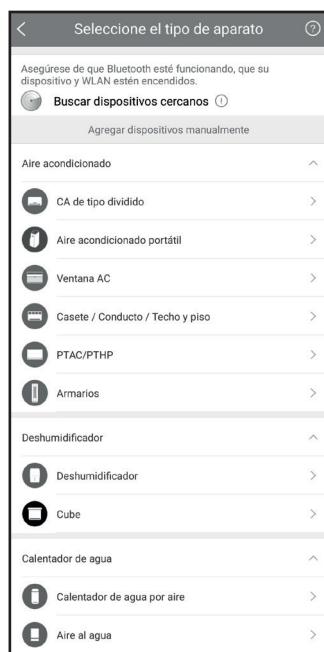 Seleccione el tipo de aparato
Asegúrese de que Bluetooth esté funcionando, que su
dispositivo y WLAN estén encendidos.
Buscar dispositivos cercanos
Agregar dispositivos manualmente
Aire acondicionado
CA de tipo dividido
Aire acondicionado portátil
Ventana AC
Casete / Conducto / Techo y piso
PTAC/PTHP
Armarios
Deshumidificador
Deshumidificador
Cube
Calentador de agua
Calentador de agua por aire
Aire al agua